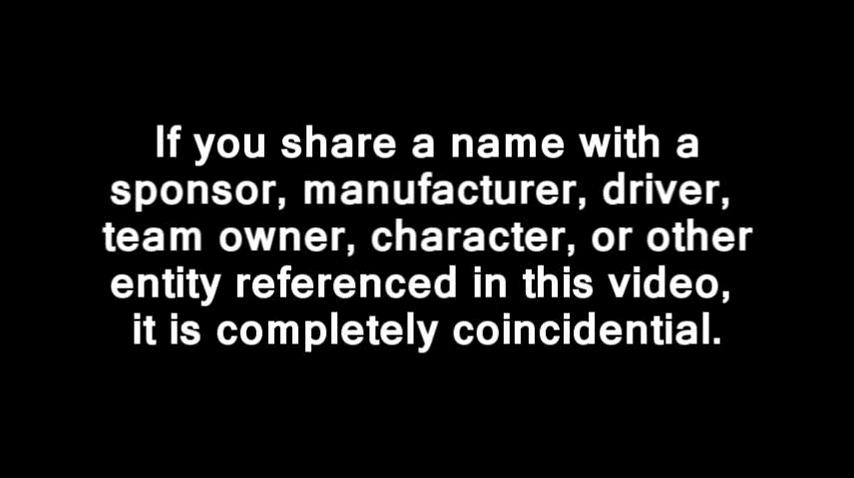 If you share a name with a
sponsor, manufacturer, driver,
team owner, character, or other
entity referenced in this video,
it is completely coincidential.